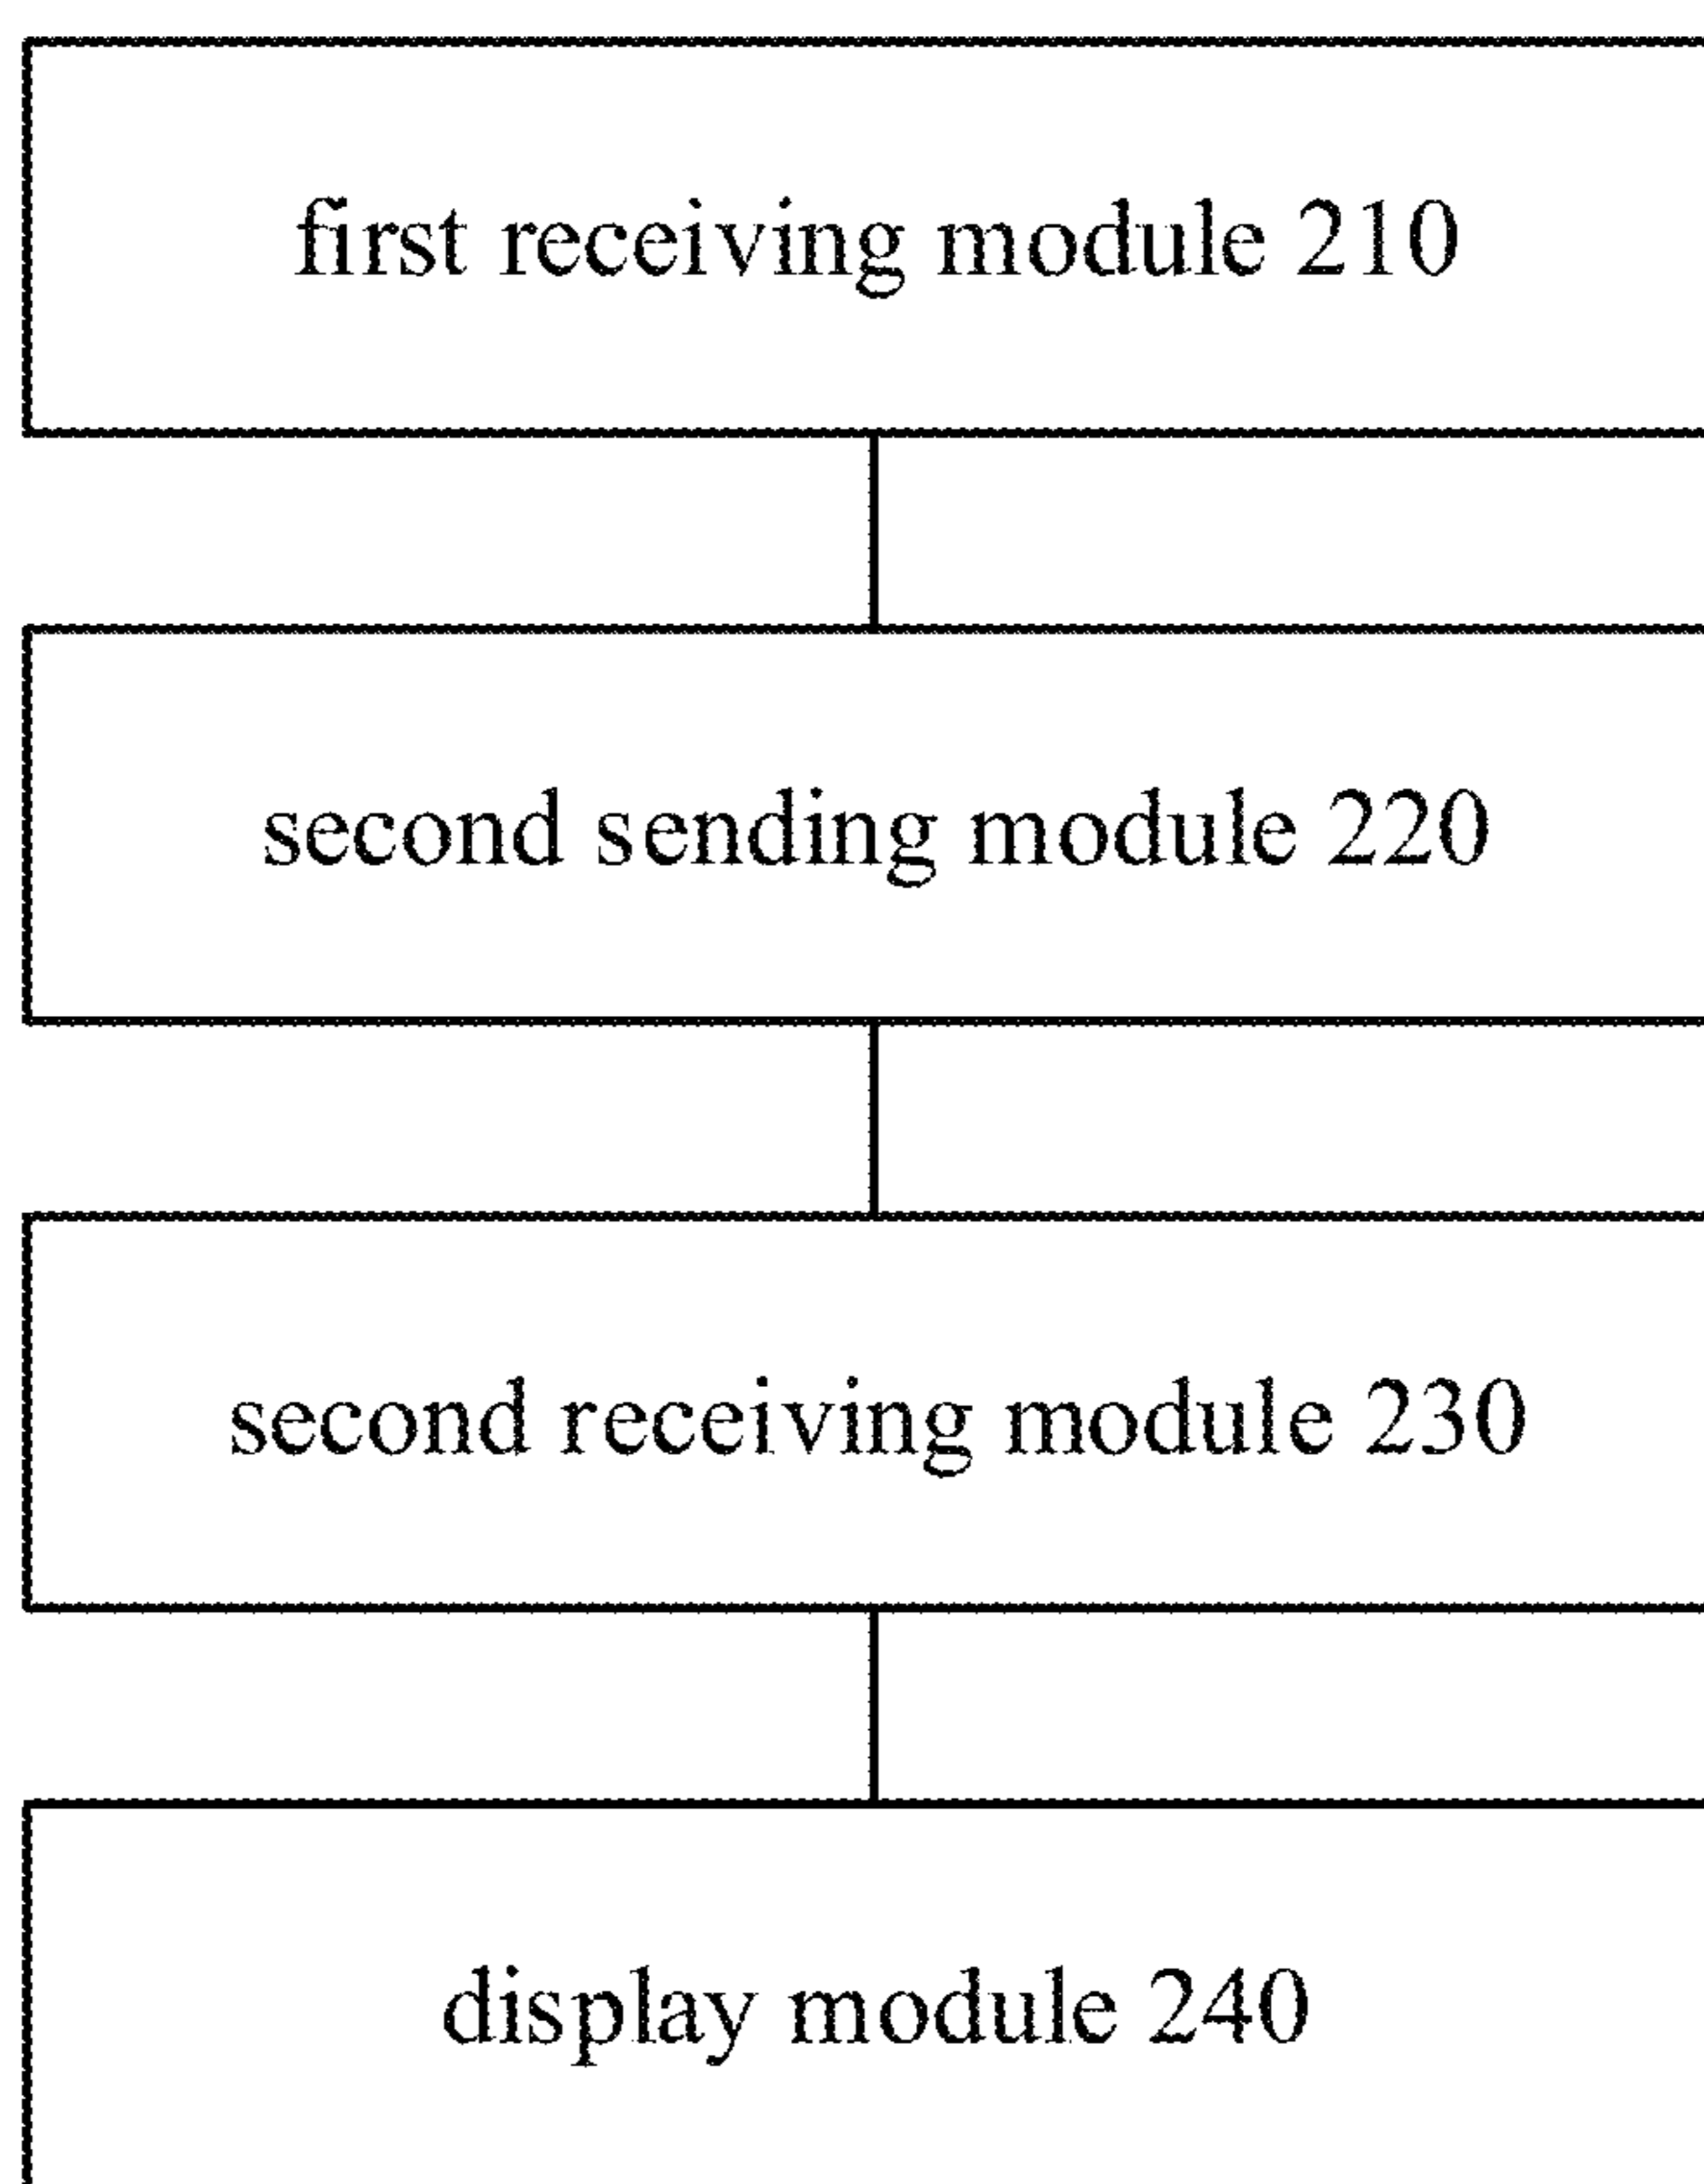 first receiving module 210
second sending module 220
second receiving module 230
display module 240